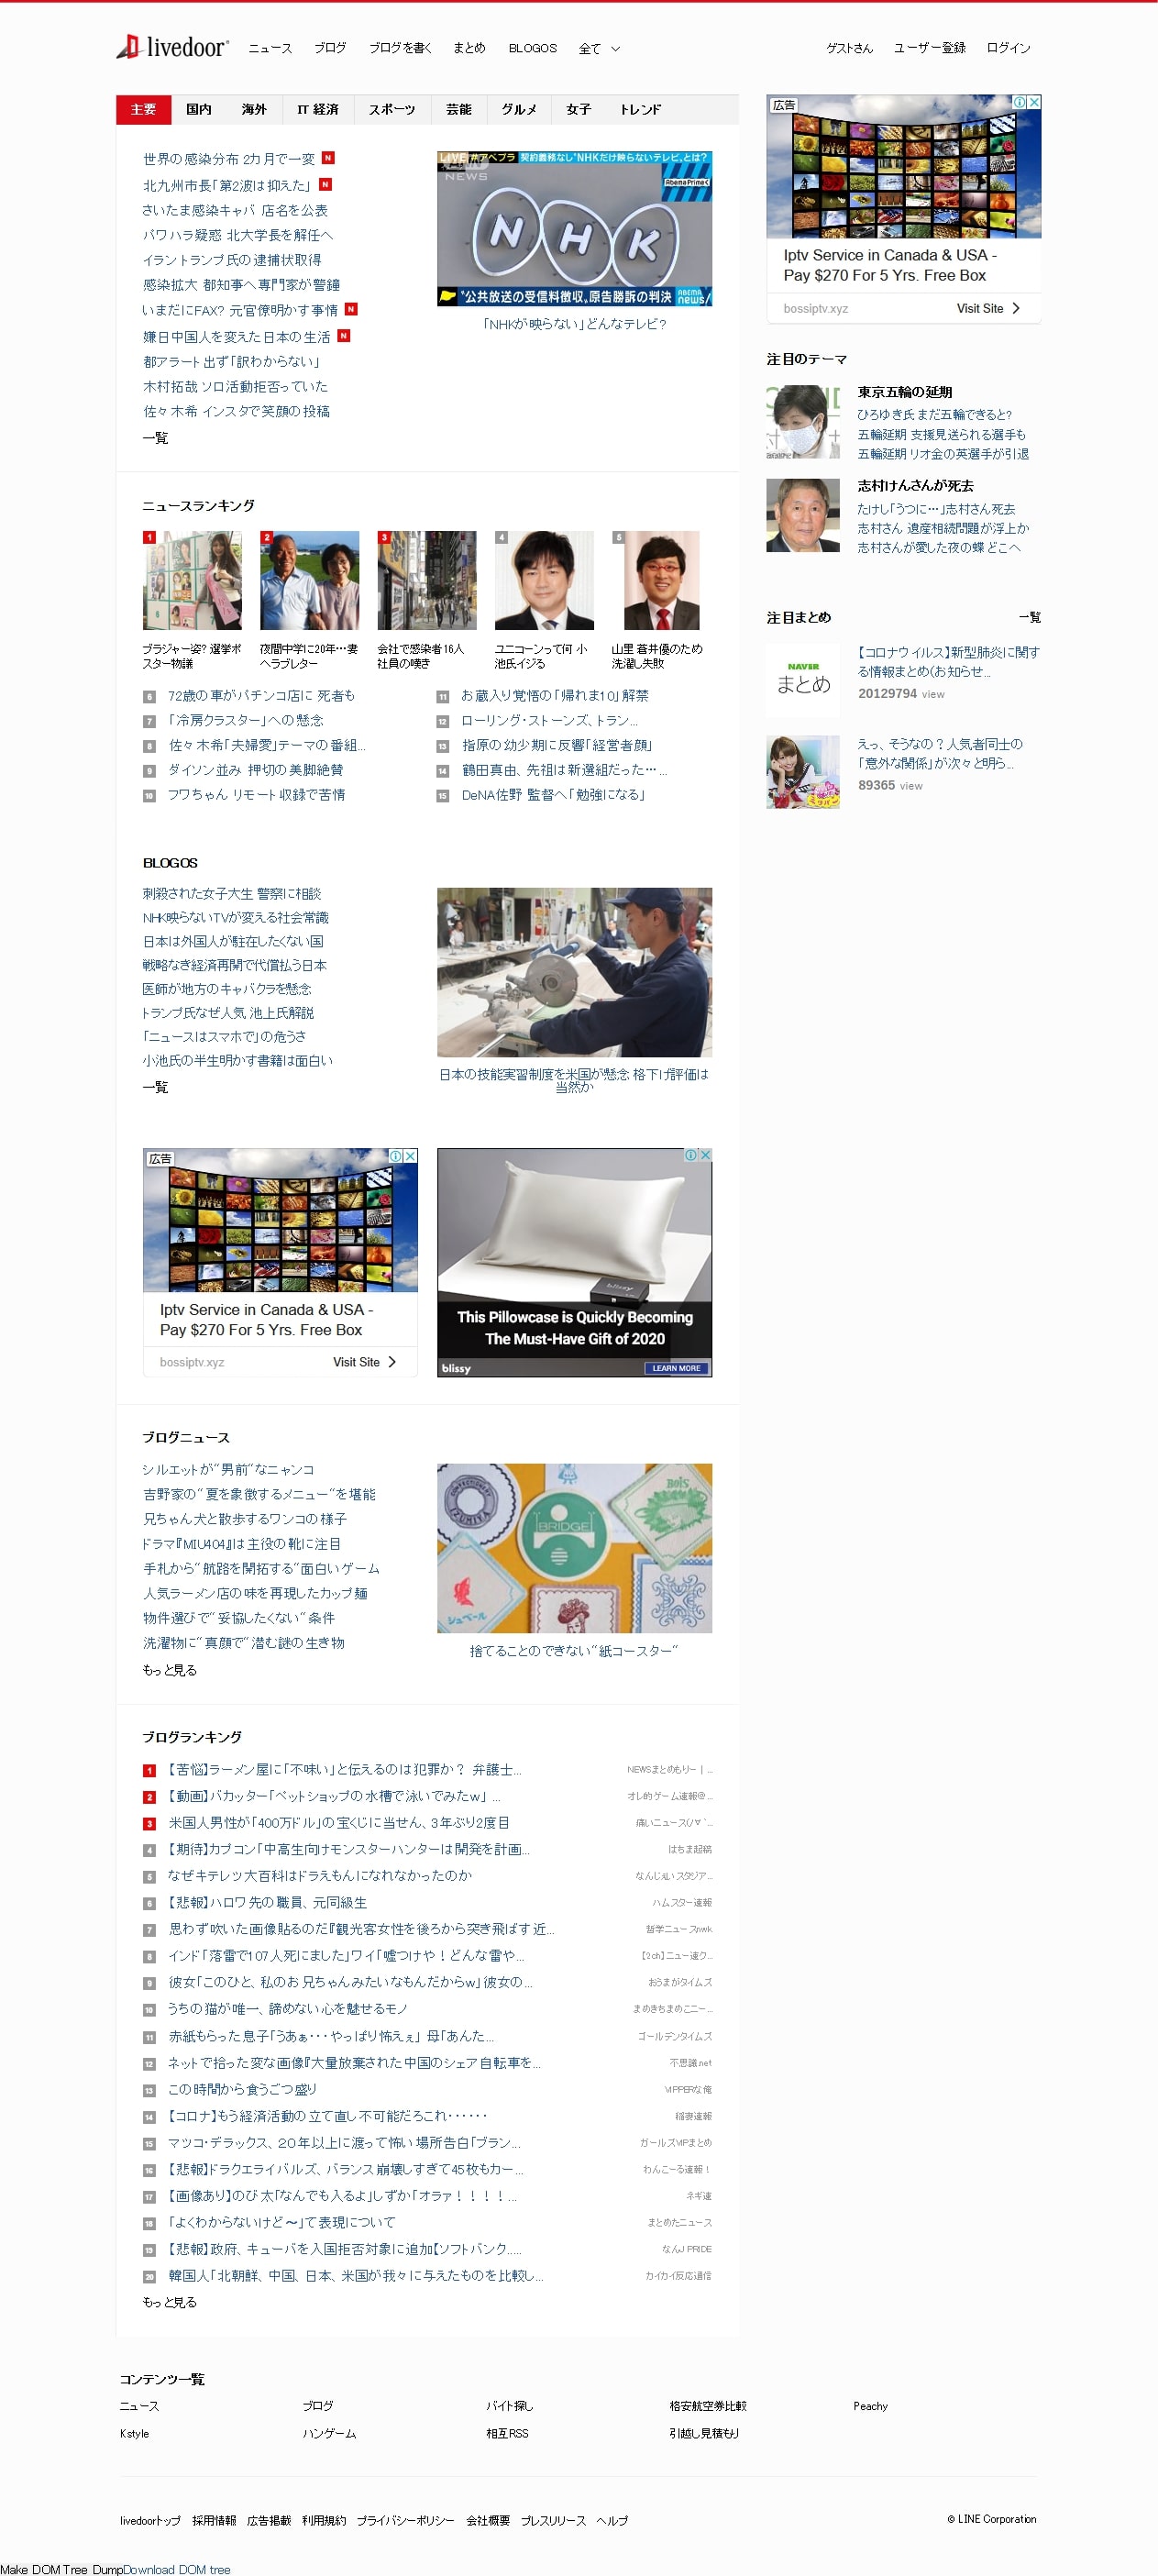 livedoor ニュース ブログ ブログを書く まとめ BLOGOS 全て
ゲストさん ユーザー登録 ログイン
主要 国内 海外 IT 経済 スポーツ 芸能 グルメ 女子 トレンド
世界の感染分布 2カ月で一変 N
北九州市長「第2波は抑えた」 N
さいたま感染キャバ 店名を公表
パワハラ疑惑 北大学長を解任へ
イラン トランプ氏の逮捕状取得
感染拡大 都知事へ専門家が警鐘
いまだにFAX? 元官僚明かす事情 N
嫌日中国人を変えた日本の生活 N
都アラート出ず「訳わからない」
木村拓哉 ソロ活動拒否っていた
佐々木希 インスタで笑顔の投稿
一覧
LIVE #アベプラ 契約義務なし"NHKだけ映らないテレビ"とは?
NEWS
AbemaPrime
NHK
"公共放送の受信料徴収"原告勝訴の判決
ABEMA NEWS/
「NHKが映らない」どんなテレビ?
広告
Iptv Service in Canada & USA -
Pay $270 For 5 Yrs. Free Box
bossiptv.xyz Visit Site
注目のテーマ
東京五輪の延期
ひろゆき氏 まだ五輪できると?
五輪延期 支援見送られる選手も
五輪延期 リオ金の英選手が引退
志村けんさんが死去
たけし「うつに…」志村さん死去
志村さん 遺産相続問題が浮上か
志村さんが愛した夜の蝶 どこへ
注目まとめ 一覧
NAVER
まとめ
【コロナウイルス】新型肺炎に関す
る情報まとめ(お知らせ...
20129794 view
えっ、そうなの？人気者同士の
「意外な関係」が次々と明ら...
89365 view
ニュースランキング
1 2 3 4 5
ブラジャー姿? 選挙ポ
スター物議
夜間中学に20年…妻
へラブレター
会社で感染者16人
社員の嘆き
ユニコーンって何 小
池氏イジる
山里 蒼井優のため
洗濯し失敗
6 72歳の車がパチンコ店に 死者も
7 「冷房クラスター」への懸念
8 佐々木希「夫婦愛」テーマの番組...
9 ダイソン並み 押切の美脚絶賛
10 フワちゃん リモート収録で苦情
11 お蔵入り覚悟の「帰れま10」解禁
12 ローリング・ストーンズ、トラン...
13 指原の幼少期に反響「経営者顔」
14 鶴田真由、先祖は新選組だった…...
15 DeNA佐野 監督へ「勉強になる」
BLOGOS
刺殺された女子大生 警察に相談
NHK映らないTVが変える社会常識
日本は外国人が駐在したくない国
戦略なき経済再開で代償払う日本
医師が地方のキャバクラを懸念
トランプ氏なぜ人気 池上氏解説
「ニュースはスマホで」の危うさ
小池氏の半生明かす書籍は面白い
一覧
日本の技能実習制度を米国が懸念 格下げ評価は
当然か
広告
Iptv Service in Canada & USA -
Pay $270 For 5 Yrs. Free Box
bossiptv.xyz Visit Site
blissy
This Pillowcase is Quickly Becoming
The Must-Have Gift of 2020
blissy LEARN MORE
ブログニュース
シルエットが“男前”なニャンコ
吉野家の“夏を象徴するメニュー“を堪能
兄ちゃん犬と散歩するワンコの様子
ドラマ『MIU404』は主役の靴に注目
手札から“航路を開拓する“面白いゲーム
人気ラーメン店の味を再現したカップ麺
物件選びで“妥協したくない“条件
洗濯物に“真顔で“潜む謎の生き物
もっと見る
BRIDGE
BOIS
ジュベール
捨てることのできない“紙コースター“
ブログランキング
1 【苦悩】ラーメン屋に「不味い」と伝えるのは犯罪か？ 弁護士... NEWSまとめもりー｜...
2 【動画】バカッター「ペットショップの水槽で泳いでみたｗ」 ... オレ的ゲーム速報＠...
3 米国人男性が「400万ドル」の宝くじに当せん、３年ぶり2度目 痛いニュース(ﾉ∀`...
4 【期待】カプコン「中高生向けモンスターハンターは開発を計画... はちま起稿
5 なぜキテレツ大百科はドラえもんになれなかったのか なんじぇいスタジア...
6 【悲報】ハロワ先の職員、元同級生 ハムスター速報
7 思わず吹いた画像貼るのだ『観光客女性を後ろから突き飛ばす近... 哲学ニュースnwk
8 インド「落雷で107人死にました」ワイ「嘘つけや！どんな雷や... 【2ch】ニュー速ク...
9 彼女「このひと、私のお兄ちゃんみたいなもんだからw」彼女の... おうまがタイムズ
10 うちの猫が唯一、諦めない心を魅せるモノ まめきちまめこニー...
11 赤紙もらった息子「うあぁ･･･やっぱり怖えぇ」 母「あんた... ゴールデンタイムズ
12 ネットで拾った変な画像『大量放棄された中国のシェア自転車を... 不思議.net
13 この時間から食うごつ盛り VIPPERな俺
14 【コロナ】もう経済活動の立て直し不可能だろこれ‥‥‥ 稲妻速報
15 マツコ・デラックス、２０年以上に渡って怖い場所告白「ブラン... ガールズVIPまとめ
16 【悲報】ドラクエライバルズ、バランス崩壊しすぎて45枚もカー... わんこーる速報！
17 【画像あり】のび太「なんでも入るよ」しずか「オラァ！！！！... ネギ速
18 「よくわからないけど～」て表現について まとめたニュース
19 【悲報】政府、キューバを入国拒否対象に追加【ソフトバンク..... なんJ PRIDE
20 韓国人「北朝鮮、中国、日本、米国が我々に与えたものを比較し... カイカイ反応通信
もっと見る
コンテンツ一覧
ニュース ブログ バイト探し 格安航空券比較 Peachy
Kstyle ハンゲーム 相互RSS 引越し見積もり
livedoorトップ 採用情報 広告掲載 利用規約 プライバシーポリシー 会社概要 プレスリリース ヘルプ
© LINE Corporation
Make DOM Tree DumpDownload DOM tree